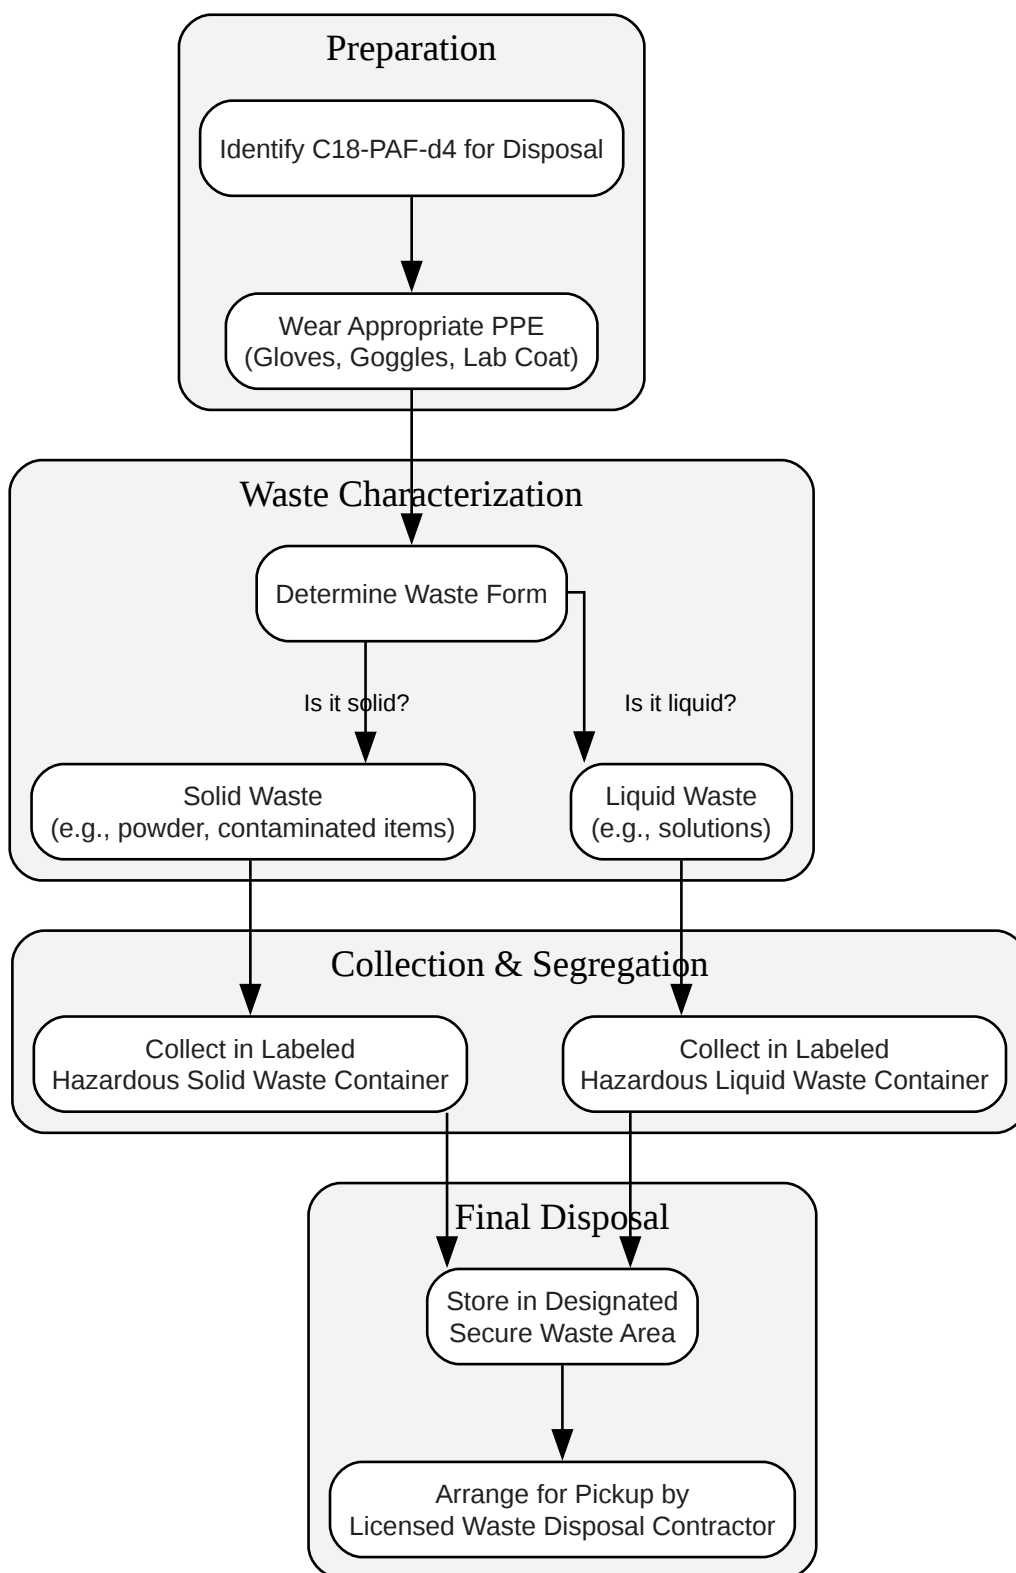 Preparation
Identify C18-PAF-d4 for Disposal
Wear Appropriate PPE
(Gloves, Goggles, Lab Coat)
Waste Characterization
Determine Waste Form
Is it solid?
Is it liquid?
Solid Waste
(e.g., powder, contaminated items)
Liquid Waste
(e.g., solutions)
Collection & Segregation
Collect in Labeled
Hazardous Solid Waste Container
Collect in Labeled
Hazardous Liquid Waste Container
Final Disposal
Store in Designated
Secure Waste Area
Arrange for Pickup by
Licensed Waste Disposal Contractor